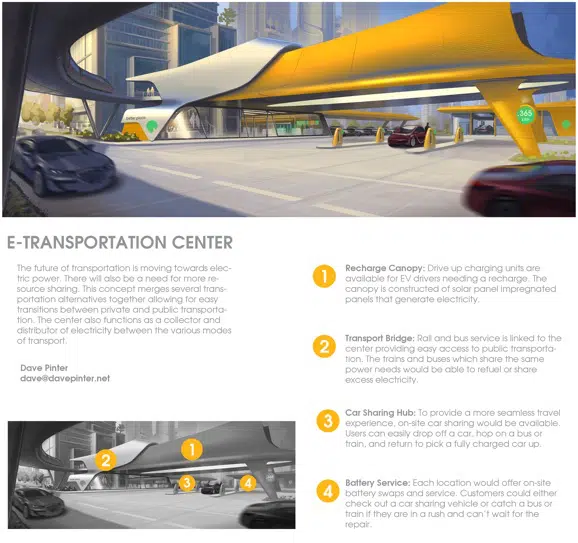 365
E-TRANSPORTATION CENTER
The future of transportation is moving towards elec-
tric power. There will also be a need for more re-
source sharing. This concept merges several trans-
portation alternatives together allowing for easy
transitions between private and public transporta-
tion. The center also functions as a collector and
distributor of electricity between the various modes
of transport.
Dave Pinter
dave@davepinter.net
1 Recharge Canopy: Drive up charging units are
available for EV drivers needing a recharge. The
canopy is constructed of solar panel impregnated
panels that generate electricity.
2 Transport Bridge: Rail and bus service is linked to the
center providing easy access to public transporta-
tion. The trains and buses which share the same
power needs would be able to refuel or share
excess electricity.
3 Car Sharing Hub: To provide a more seamless travel
experience, on-site car sharing would be available.
Users can easily drop off a car, hop on a bus or
train, and return to pick a fully charged car up.
4 Battery Service: Each location would offer on-site
battery swaps and service. Customers could either
check out a car sharing vehicle or catch a bus or
train if they are in a rush and can't wait for the
repair.
1
2
3
4